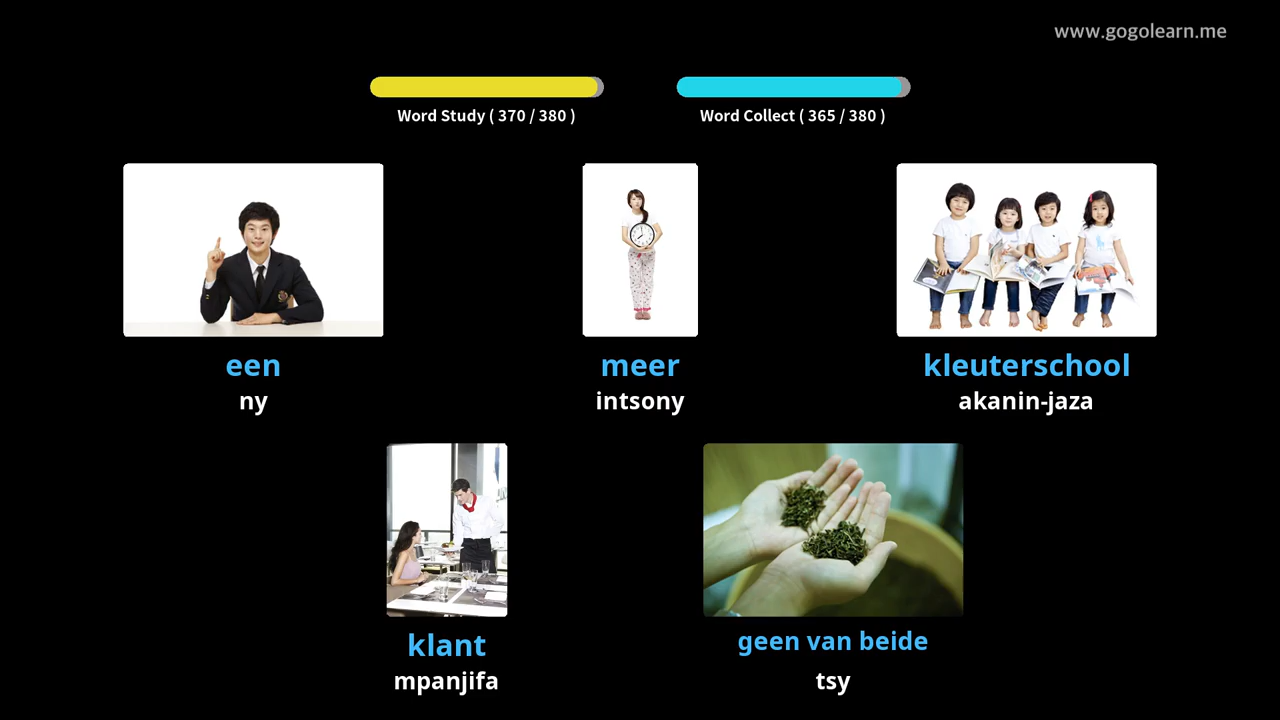 www.gogolearn.me
Word Study ( 370 / 380 )
Word Collect ( 365 / 380 )
een
ny
meer
intsony
kleuterschool
akanin-jaza
klant
mpanjifa
geen van beide
tsy